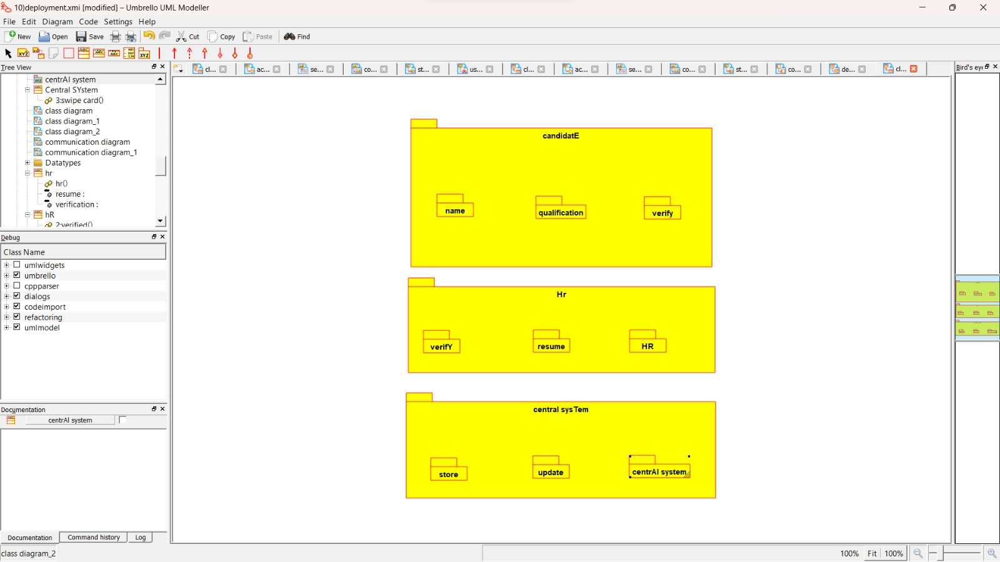 10)deployment.xmi [modified] – Umbrello UML Modeller
File Edit Diagram Code Settings Help
New Open Save Cut Copy Paste Find
Tree View
cl... ac... se... co... st... us... cl... ac... se... co... st... co... de... cl...
Bird's eye
centrAl system
Central SYstem
3:swipe card()
class diagram
class diagram_1
class diagram_2
communication diagram
communication diagram_1
Datatypes
hr
hr()
resume :
verification :
hR
2:verified()
Debug
Class Name
umlwidgets
umbrello
cppparser
dialogs
codeimport
refactoring
umlmodel
Documentation
centrAl system
Documentation Command history Log
candidatE
name qualification verify
Hr
verifY resume HR
central sysTem
store update centrAl system
class diagram_2
100% Fit 100%